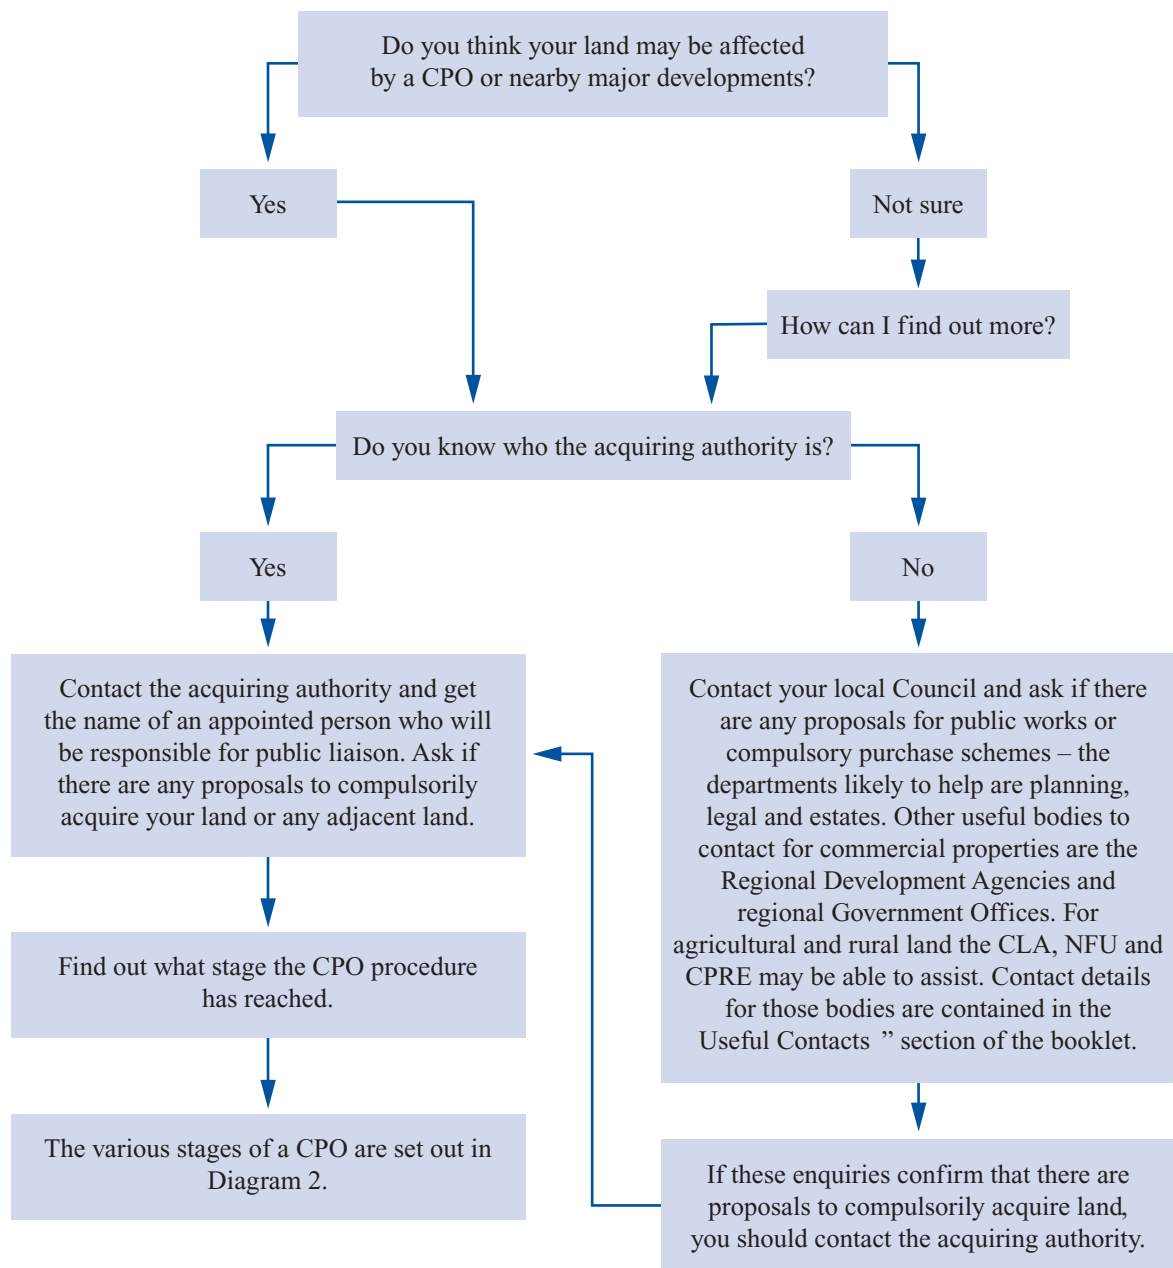 Do you think your land may be affected
by a CPO or nearby major developments?
Yes
Not sure
How can I find out more?
Do you know who the acquiring authority is?
Yes
No
Contact the acquiring authority and get
the name of an appointed person who will
be responsible for public liaison. Ask if
there are any proposals to compulsorily
acquire your land or any adjacent land.
Find out what stage the CPO procedure
has reached.
The various stages of a CPO are set out in
Diagram 2.
Contact your local Council and ask if there
are any proposals for public works or
compulsory purchase schemes – the
departments likely to help are planning,
legal and estates. Other useful bodies to
contact for commercial properties are the
Regional Development Agencies and
regional Government Offices. For
agricultural and rural land the CLA, NFU and
CPRE may be able to assist. Contact details
for those bodies are contained in the
Useful Contacts ” section of the booklet.
If these enquiries confirm that there are
proposals to compulsorily acquire land,
you should contact the acquiring authority.